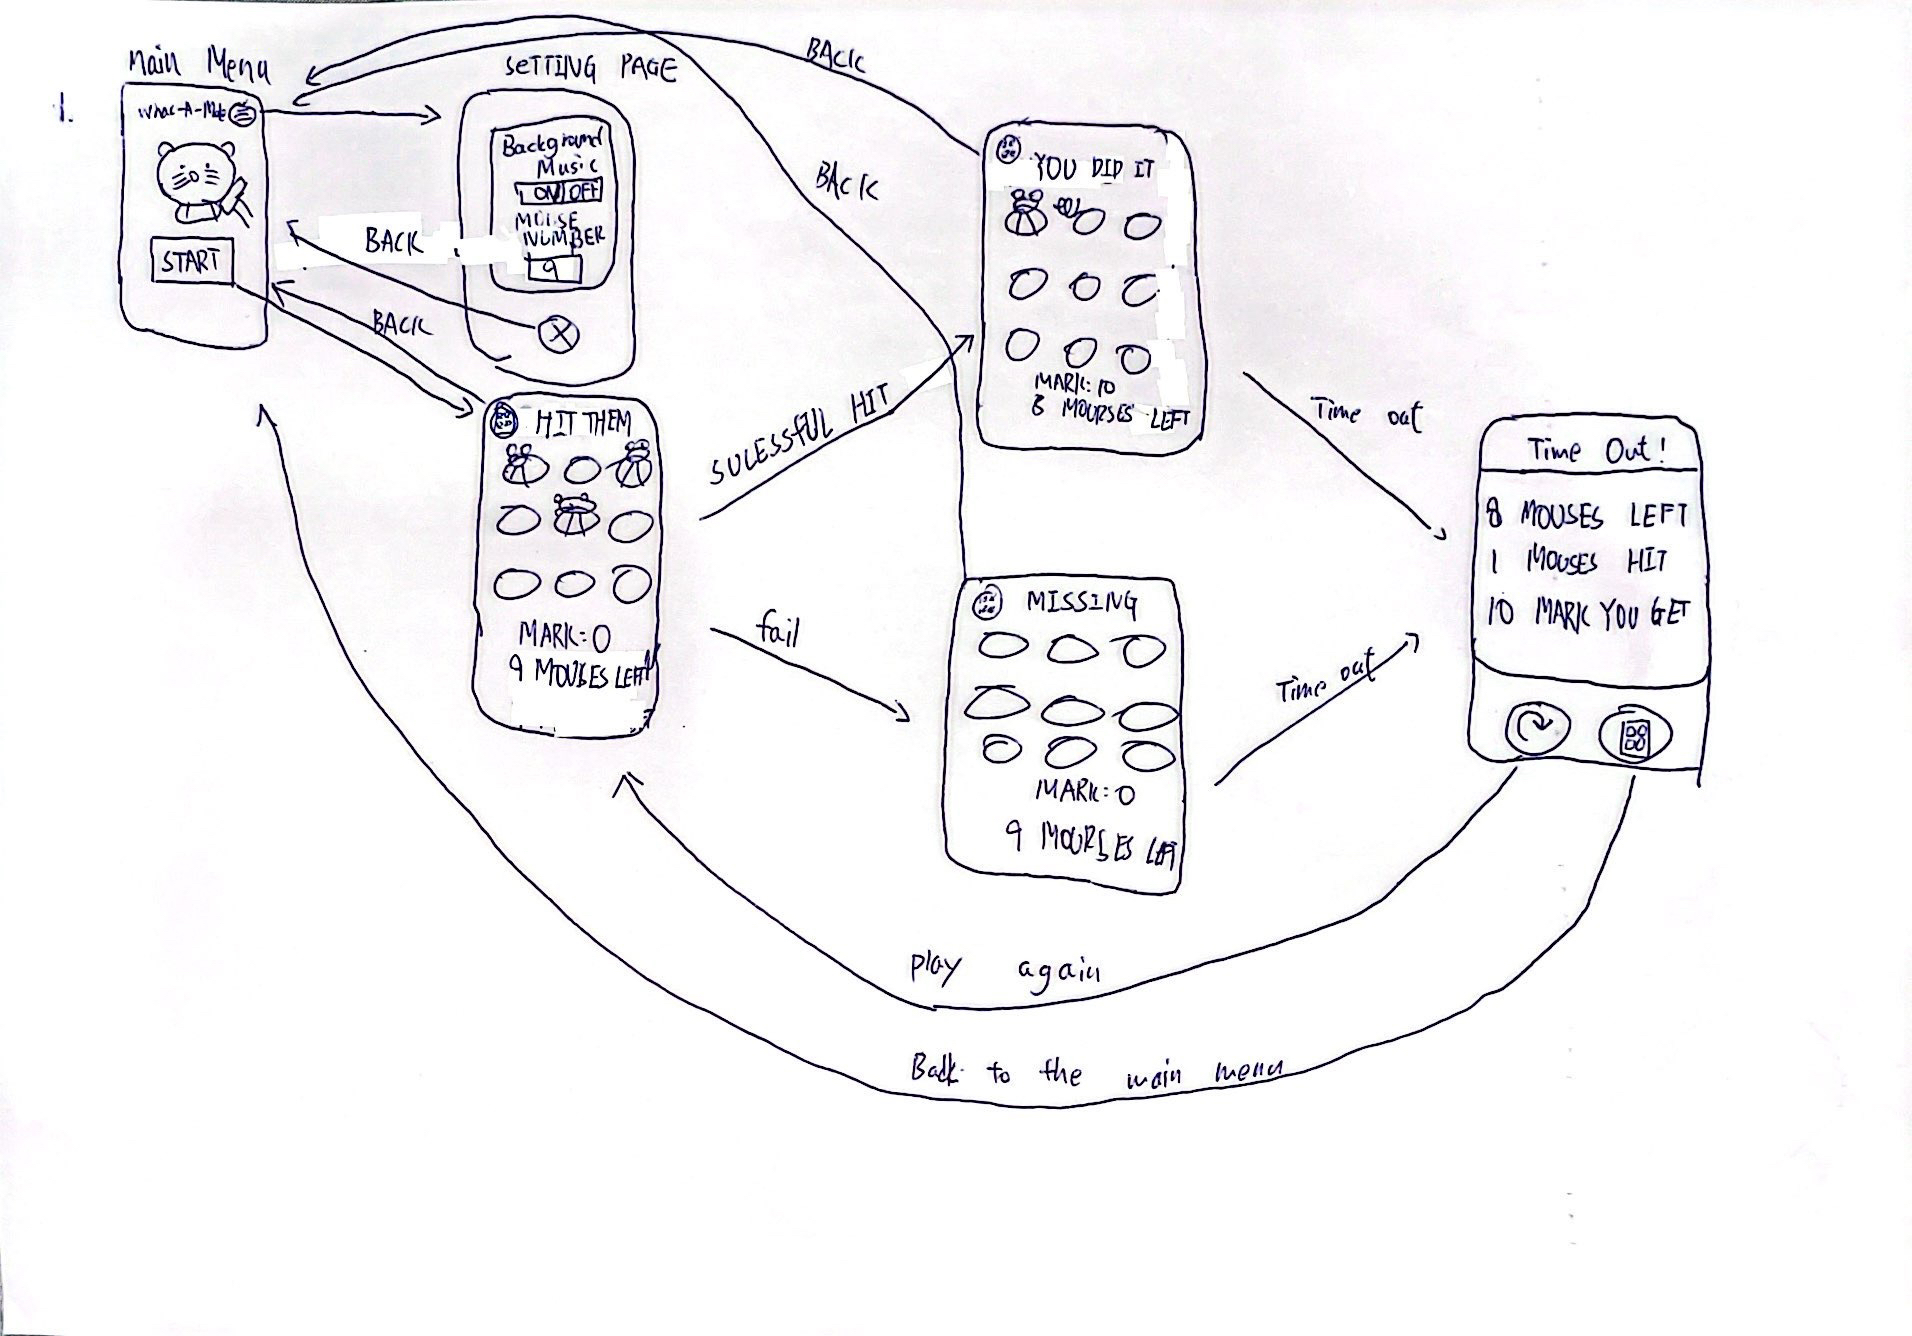 1.
Main Menu
Whac-A-Mole
START
SETTING PAGE
Background
Music
ON OFF
MOUSE
NUMBER
9
BACK
BACK
BACK
BACK
HIT THEM
MARK: 0
9 MOUSES LEFT
SUCESSFUL HIT
fail
YOU DID IT
MARK: 10
8 MOURSES LEFT
MISSING
MARK: 0
9 MOURSES LEFT
Time out
Time out
Time Out!
8 MOUSES LEFT
1 MOUSES HIT
10 MARK YOU GET
play again
Back to the main menu